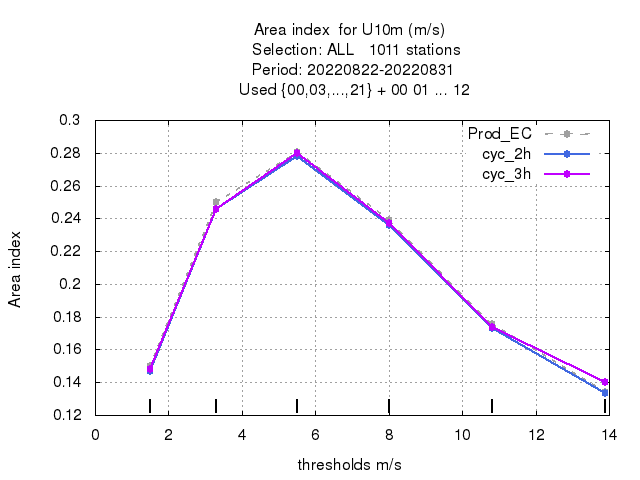 Area index  for U10m (m/s)
Selection: ALL   1011 stations
Period: 20220822-20220831
Used {00,03,...,21} + 00 01 ... 12
Prod_EC
cyc_2h
cyc_3h
0.3
0.28
0.26
0.24
0.22
0.2
0.18
0.16
0.14
0.12
Area index
0 2 4 6 8 10 12 14
thresholds m/s